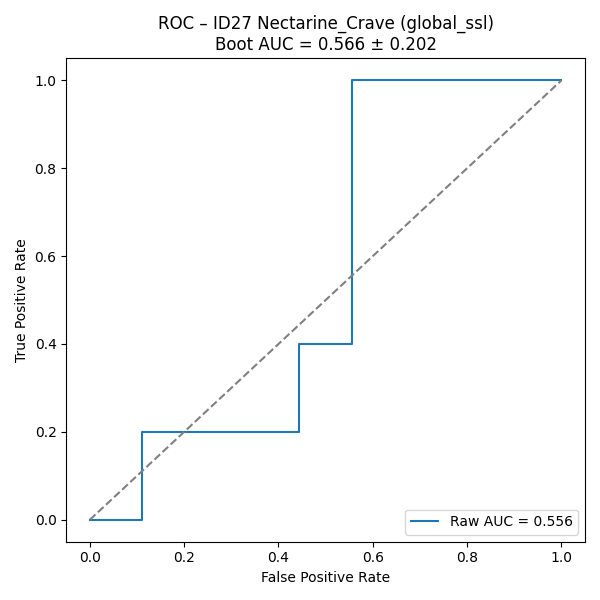 ROC – ID27 Nectarine_Crave (global_ssl)
Boot AUC = 0.566 ± 0.202
True Positive Rate
1.0
0.8
0.6
0.4
0.2
0.0
Raw AUC = 0.556
0.0 0.2 0.4 0.6 0.8 1.0
False Positive Rate